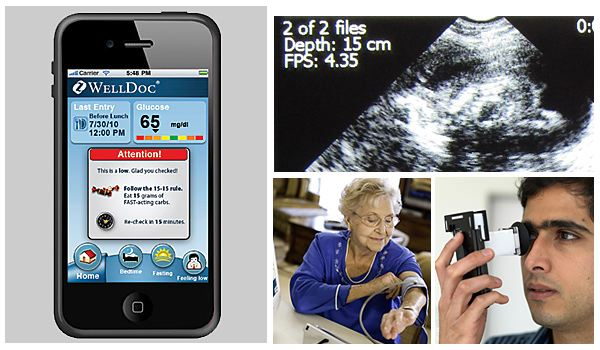 Carrier 5:48 PM
WELLDOC®
Last Entry
Before Lunch
7/30/10
12:00 PM
Glucose
65 mg/dl
Attention!
This is a low. Glad you checked!
Follow the 15-15 rule.
Eat 15 grams of
FAST-acting carbs.
Re-check in 15 minutes.
Home
Bedtime
Fasting
Feeling low
2 of 2 files
Depth: 15 cm
FPS: 4.35
0:0